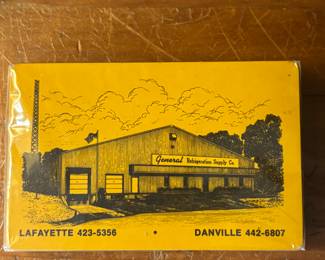 General Refrigeration Supply Co.
LAFAYETTE 423-5356 • DANVILLE 442-6807